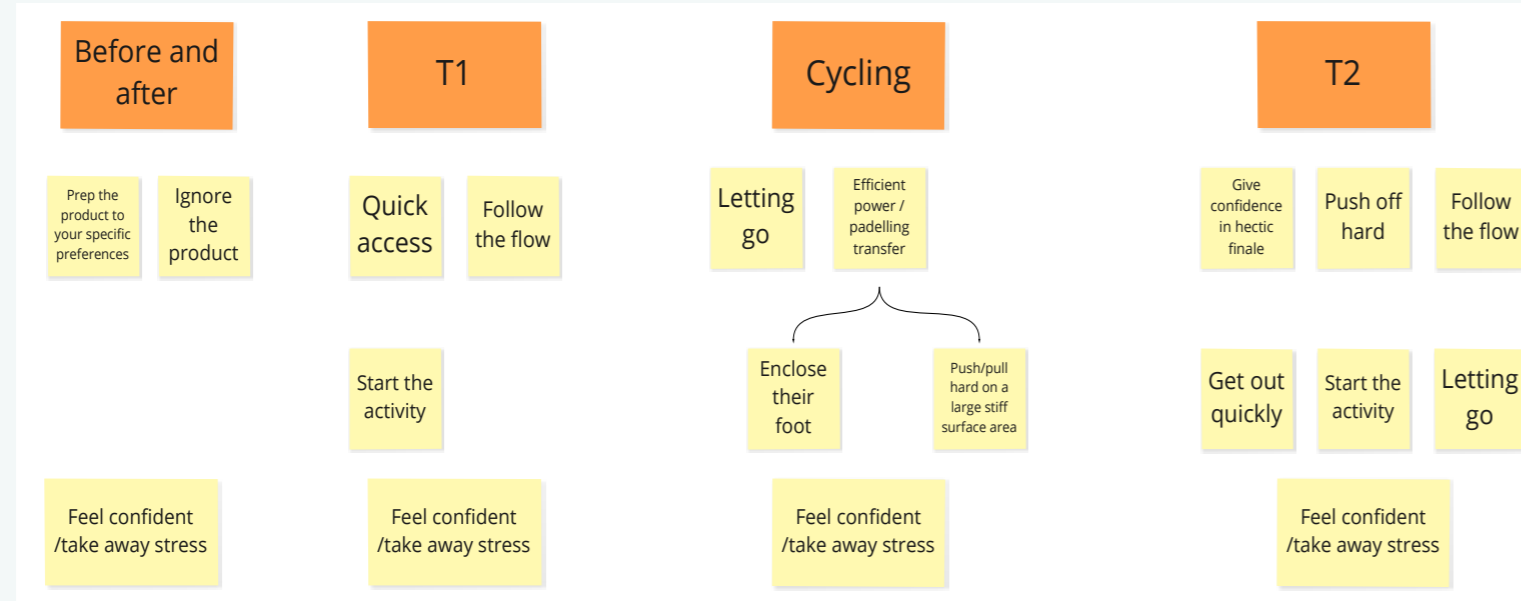 Before and
after
T1
Cycling
T2
Prep the
product to
your specific
preferences
Ignore
the
product
Quick
access
Follow
the flow
Letting
go
Efficient
power /
padelling
transfer
Give
confidence
in hectic
finale
Push off
hard
Follow
the flow
Start the
activity
Enclose
their
foot
Push/pull
hard on a
large stiff
surface area
Get out
quickly
Start the
activity
Letting
go
Feel confident
/take away stress
Feel confident
/take away stress
Feel confident
/take away stress
Feel confident
/take away stress